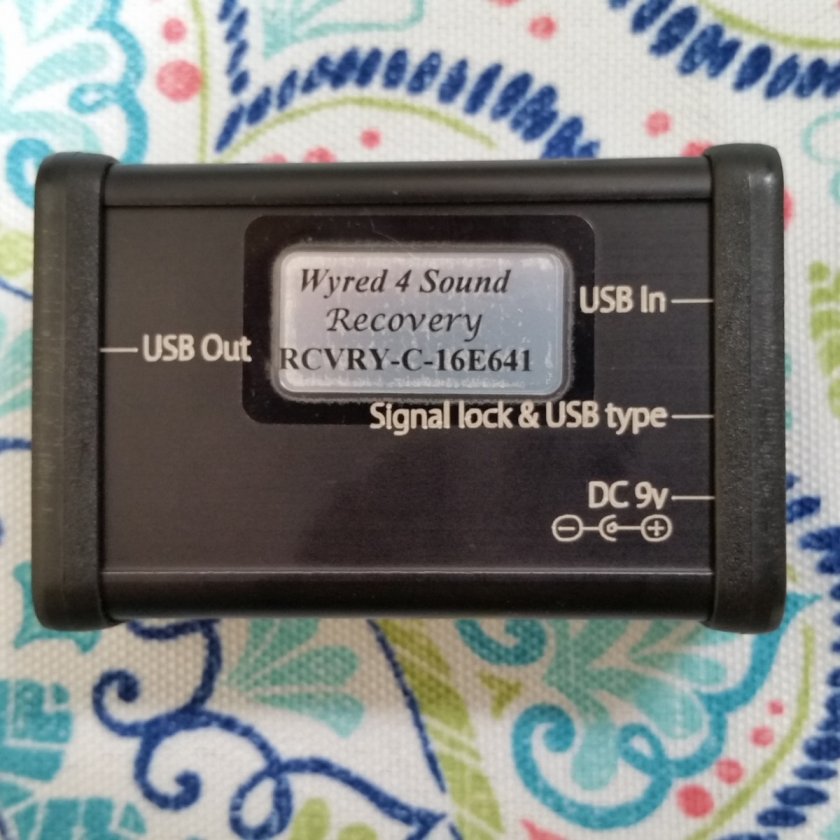 Wyred 4 Sound
Recovery
RCVRY-C-16E641
USB In
USB Out
Signal lock & USB type
DC 9v